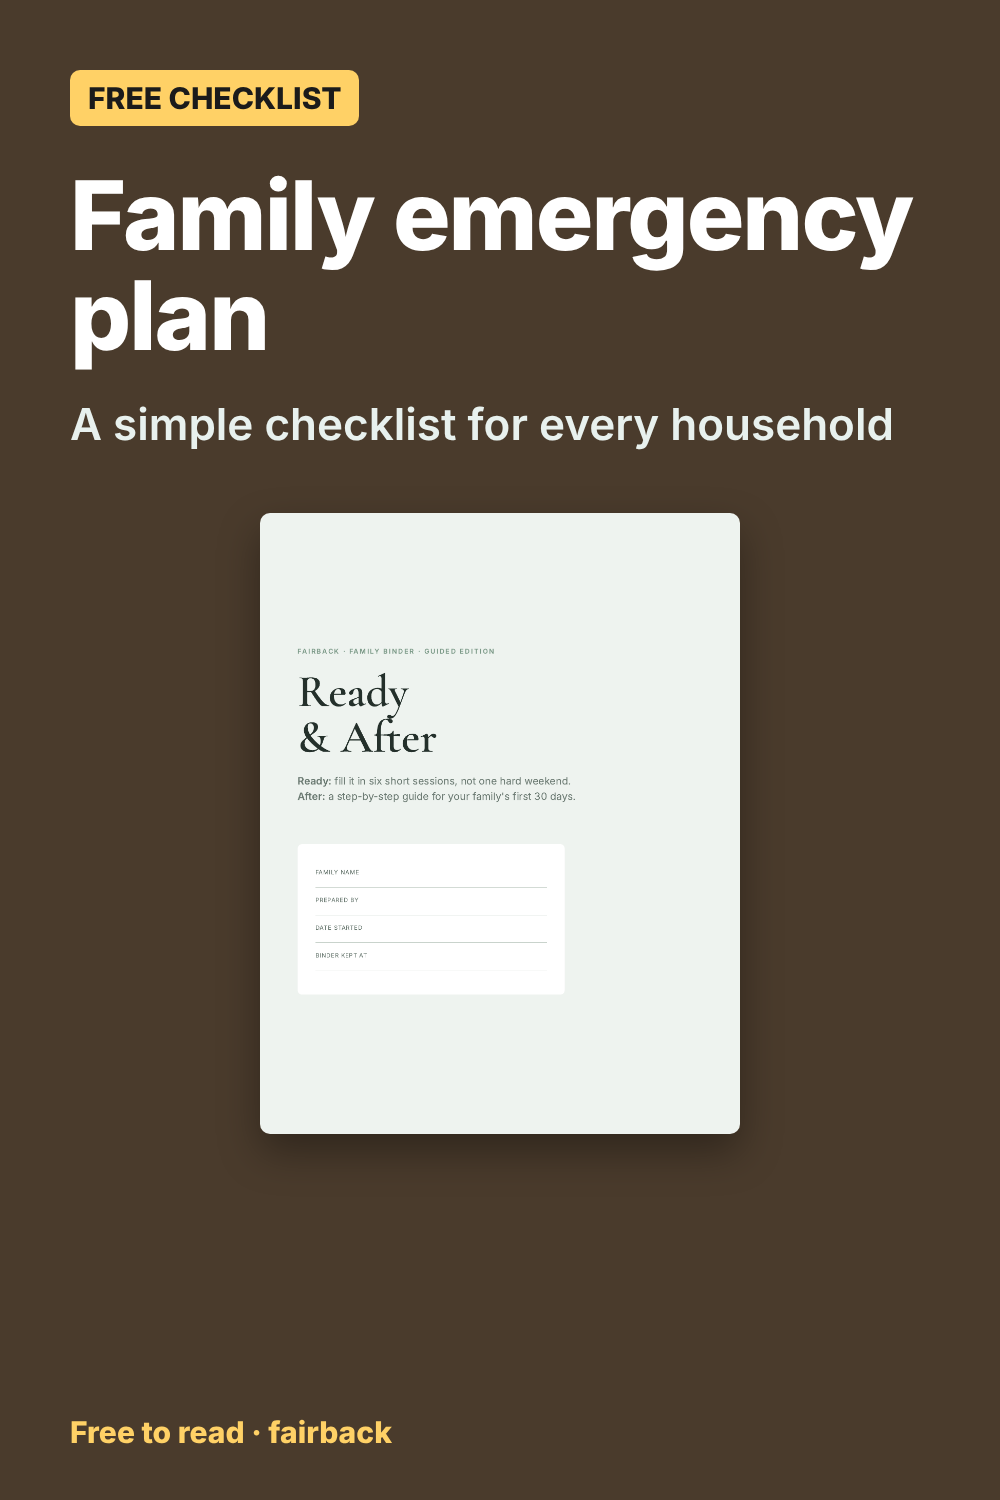 FREE CHECKLIST
Family emergency
plan
A simple checklist for every household
FAIRBACK · FAMILY BINDER · GUIDED EDITION
Ready
& After
Ready: fill it in six short sessions, not one hard weekend.
After: a step-by-step guide for your family's first 30 days.
FAMILY NAME
PREPARED BY
DATE STARTED
BINDER KEPT AT
Free to read · fairback